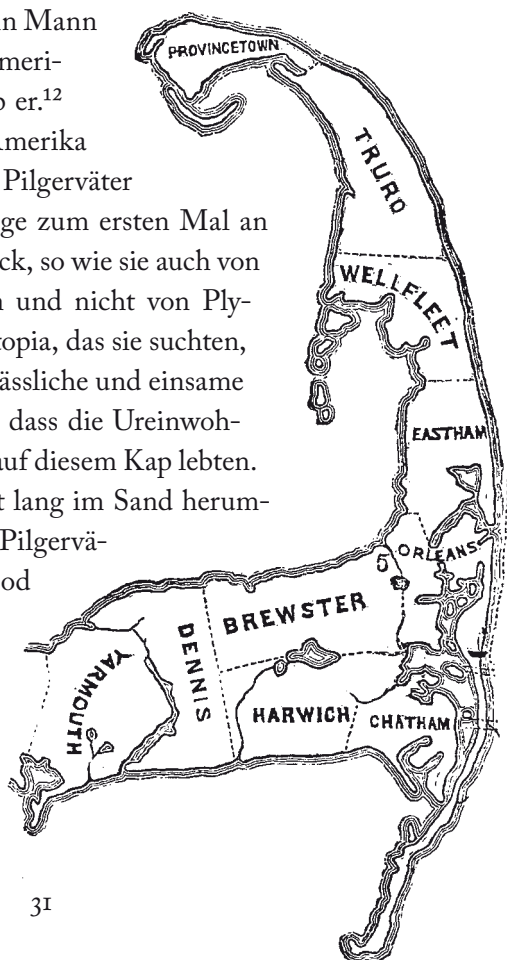 in Mann
meri-
er.¹²
Amerika
Pilgerväter
ge zum ersten Mal an
ck, so wie sie auch von
n und nicht von Ply-
topia, das sie suchten,
ässliche und einsame
dass die Ureinwoh-
auf diesem Kap lebten.
t lang im Sand herum-
Pilgervä-
od
PROVINCETOWN
TRURO
WELLFLEET
EASTHAM
ORLEANS
5
BREWSTER
DENNIS
YARMOUTH
HARWICH
CHATHAM
31